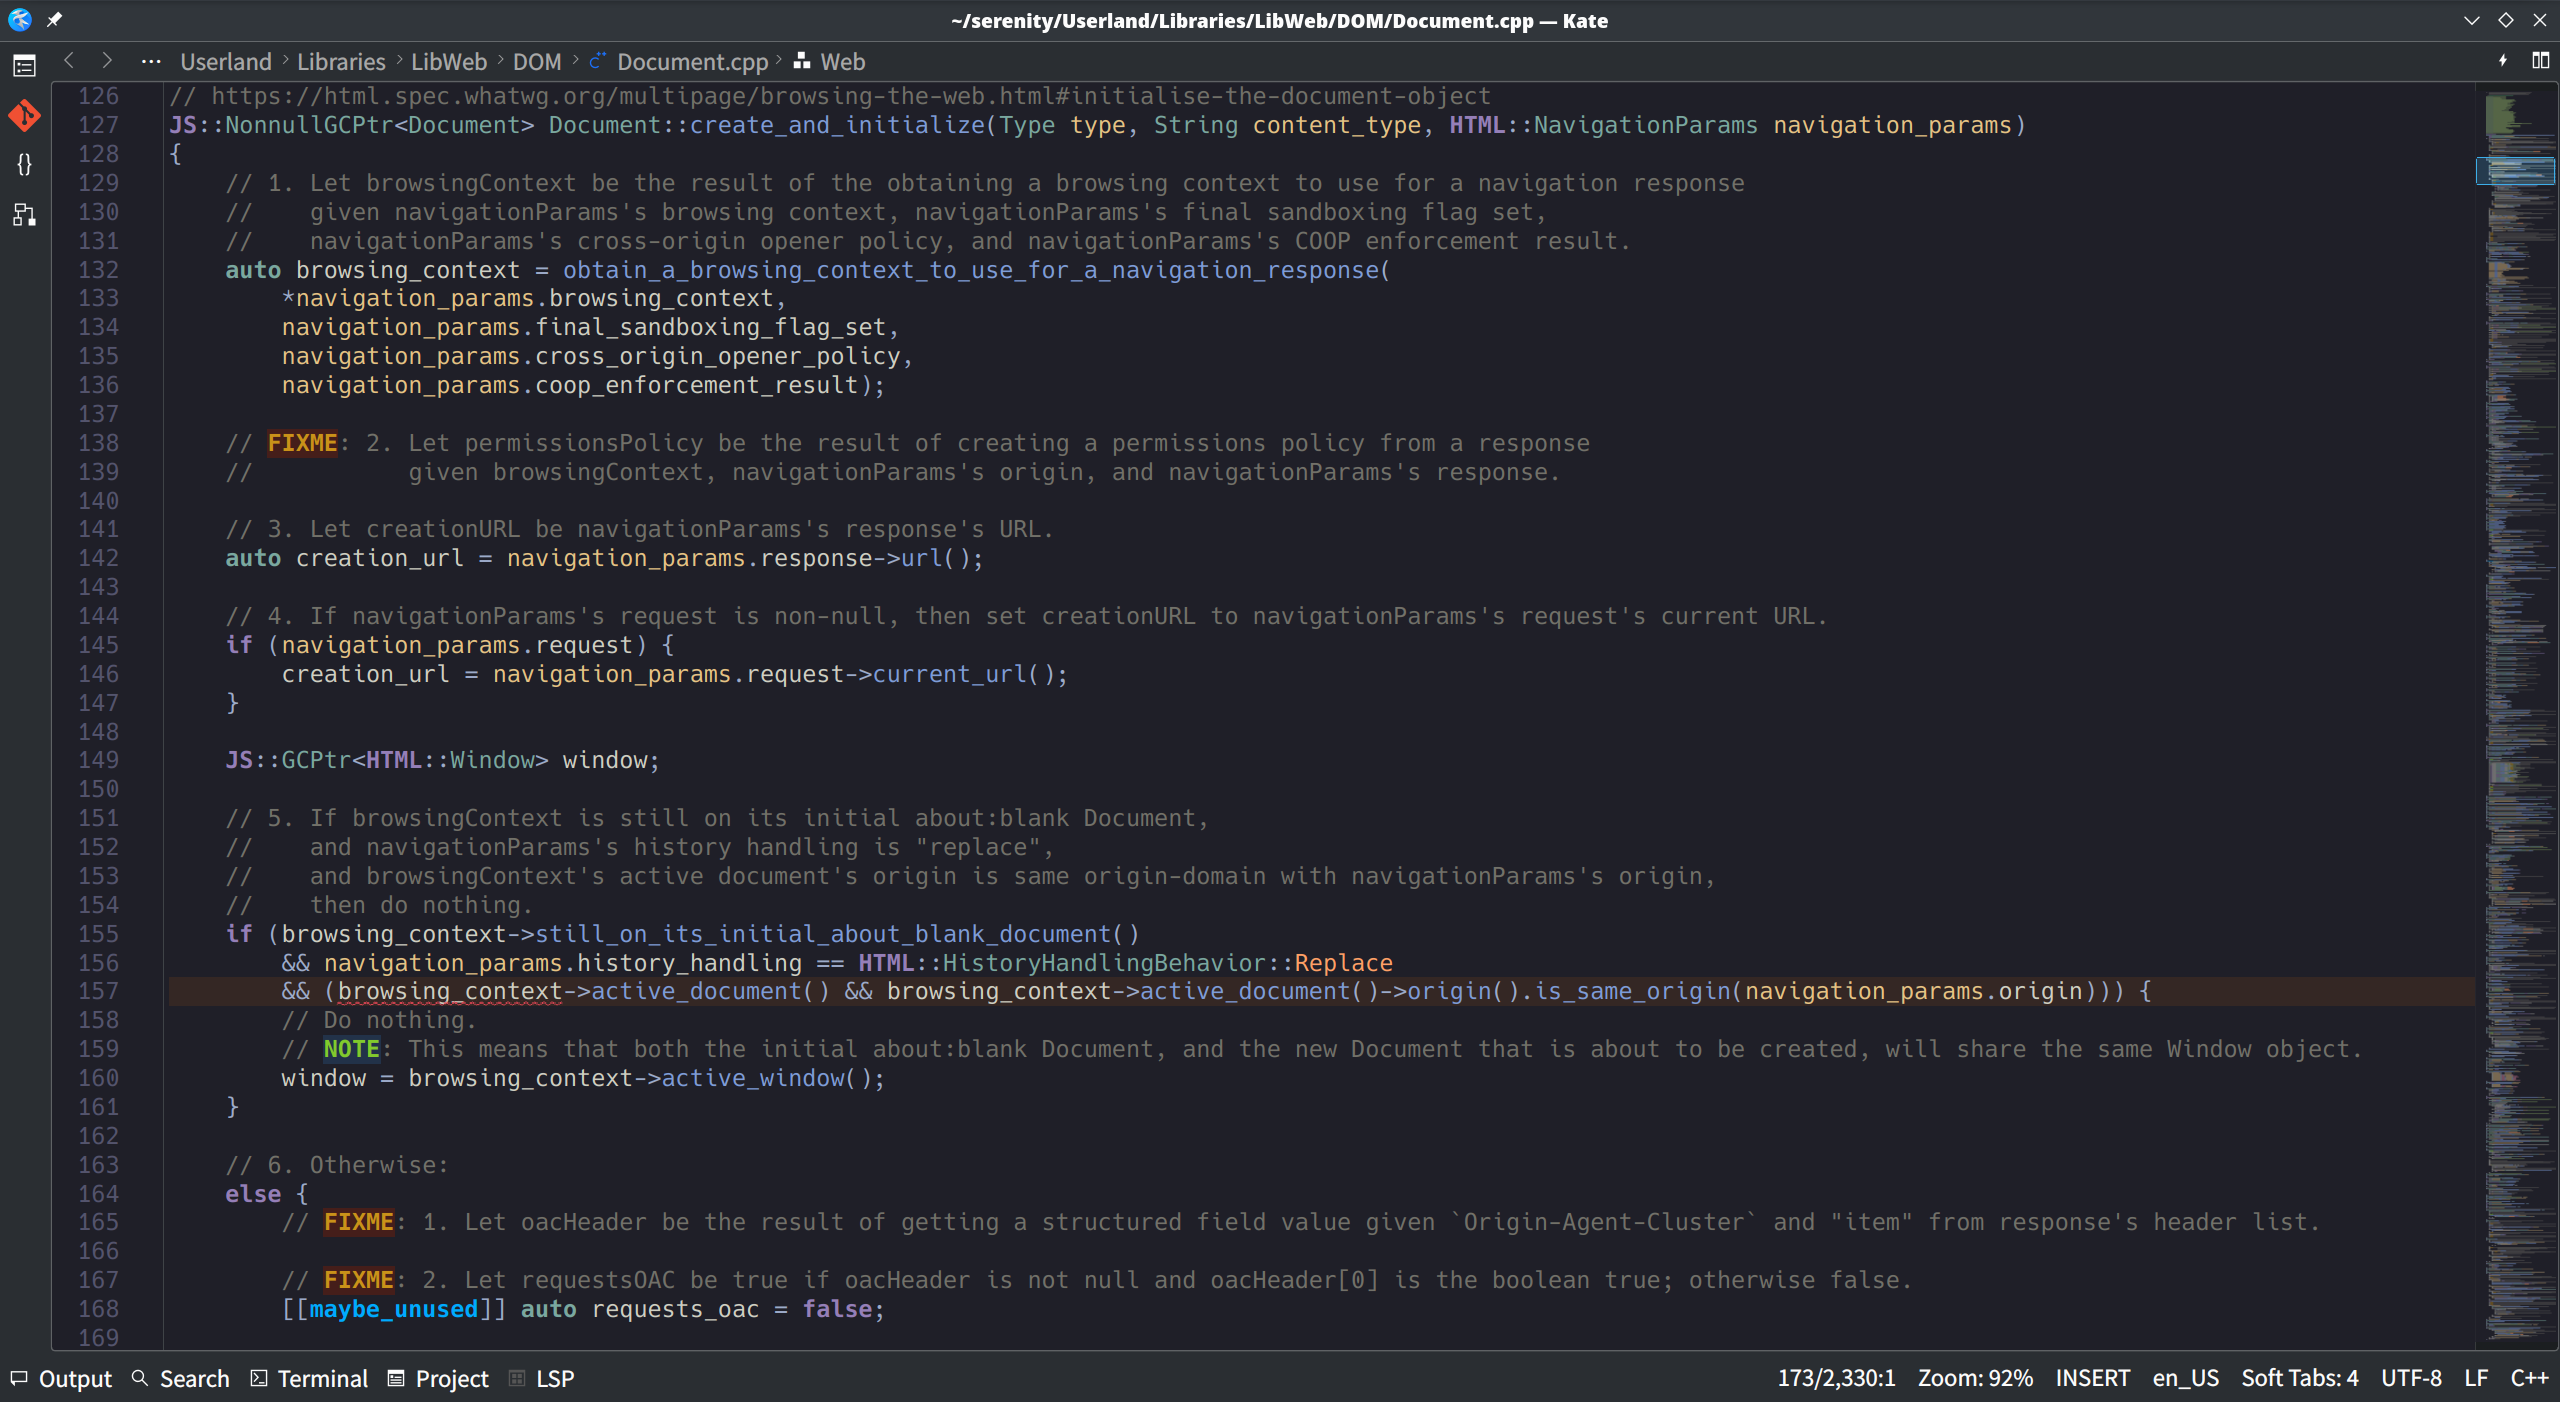 ~/serenity/Userland/Libraries/LibWeb/DOM/Document.cpp — Kate
··· Userland > Libraries > LibWeb > DOM > Document.cpp > Web
126 // https://html.spec.whatwg.org/multipage/browsing-the-web.html#initialise-the-document-object
127 JS::NonnullGCPtr<Document> Document::create_and_initialize(Type type, String content_type, HTML::NavigationParams navigation_params)
128 {
129     // 1. Let browsingContext be the result of the obtaining a browsing context to use for a navigation response
130     //    given navigationParams's browsing context, navigationParams's final sandboxing flag set,
131     //    navigationParams's cross-origin opener policy, and navigationParams's COOP enforcement result.
132     auto browsing_context = obtain_a_browsing_context_to_use_for_a_navigation_response(
133         *navigation_params.browsing_context,
134         navigation_params.final_sandboxing_flag_set,
135         navigation_params.cross_origin_opener_policy,
136         navigation_params.coop_enforcement_result);
137
138     // FIXME: 2. Let permissionsPolicy be the result of creating a permissions policy from a response
139     //           given browsingContext, navigationParams's origin, and navigationParams's response.
140
141     // 3. Let creationURL be navigationParams's response's URL.
142     auto creation_url = navigation_params.response->url();
143
144     // 4. If navigationParams's request is non-null, then set creationURL to navigationParams's request's current URL.
145     if (navigation_params.request) {
146         creation_url = navigation_params.request->current_url();
147     }
148
149     JS::GCPtr<HTML::Window> window;
150
151     // 5. If browsingContext is still on its initial about:blank Document,
152     //    and navigationParams's history handling is "replace",
153     //    and browsingContext's active document's origin is same origin-domain with navigationParams's origin,
154     //    then do nothing.
155     if (browsing_context->still_on_its_initial_about_blank_document()
156         && navigation_params.history_handling == HTML::HistoryHandlingBehavior::Replace
157         && (browsing_context->active_document() && browsing_context->active_document()->origin().is_same_origin(navigation_params.origin))) {
158         // Do nothing.
159         // NOTE: This means that both the initial about:blank Document, and the new Document that is about to be created, will share the same Window object.
160         window = browsing_context->active_window();
161     }
162
163     // 6. Otherwise:
164     else {
165         // FIXME: 1. Let oacHeader be the result of getting a structured field value given `Origin-Agent-Cluster` and "item" from response's header list.
166
167         // FIXME: 2. Let requestsOAC be true if oacHeader is not null and oacHeader[0] is the boolean true; otherwise false.
168         [[maybe_unused]] auto requests_oac = false;
169
Output Search Terminal Project LSP 173/2,330:1 Zoom: 92% INSERT en_US Soft Tabs: 4 UTF-8 LF C++